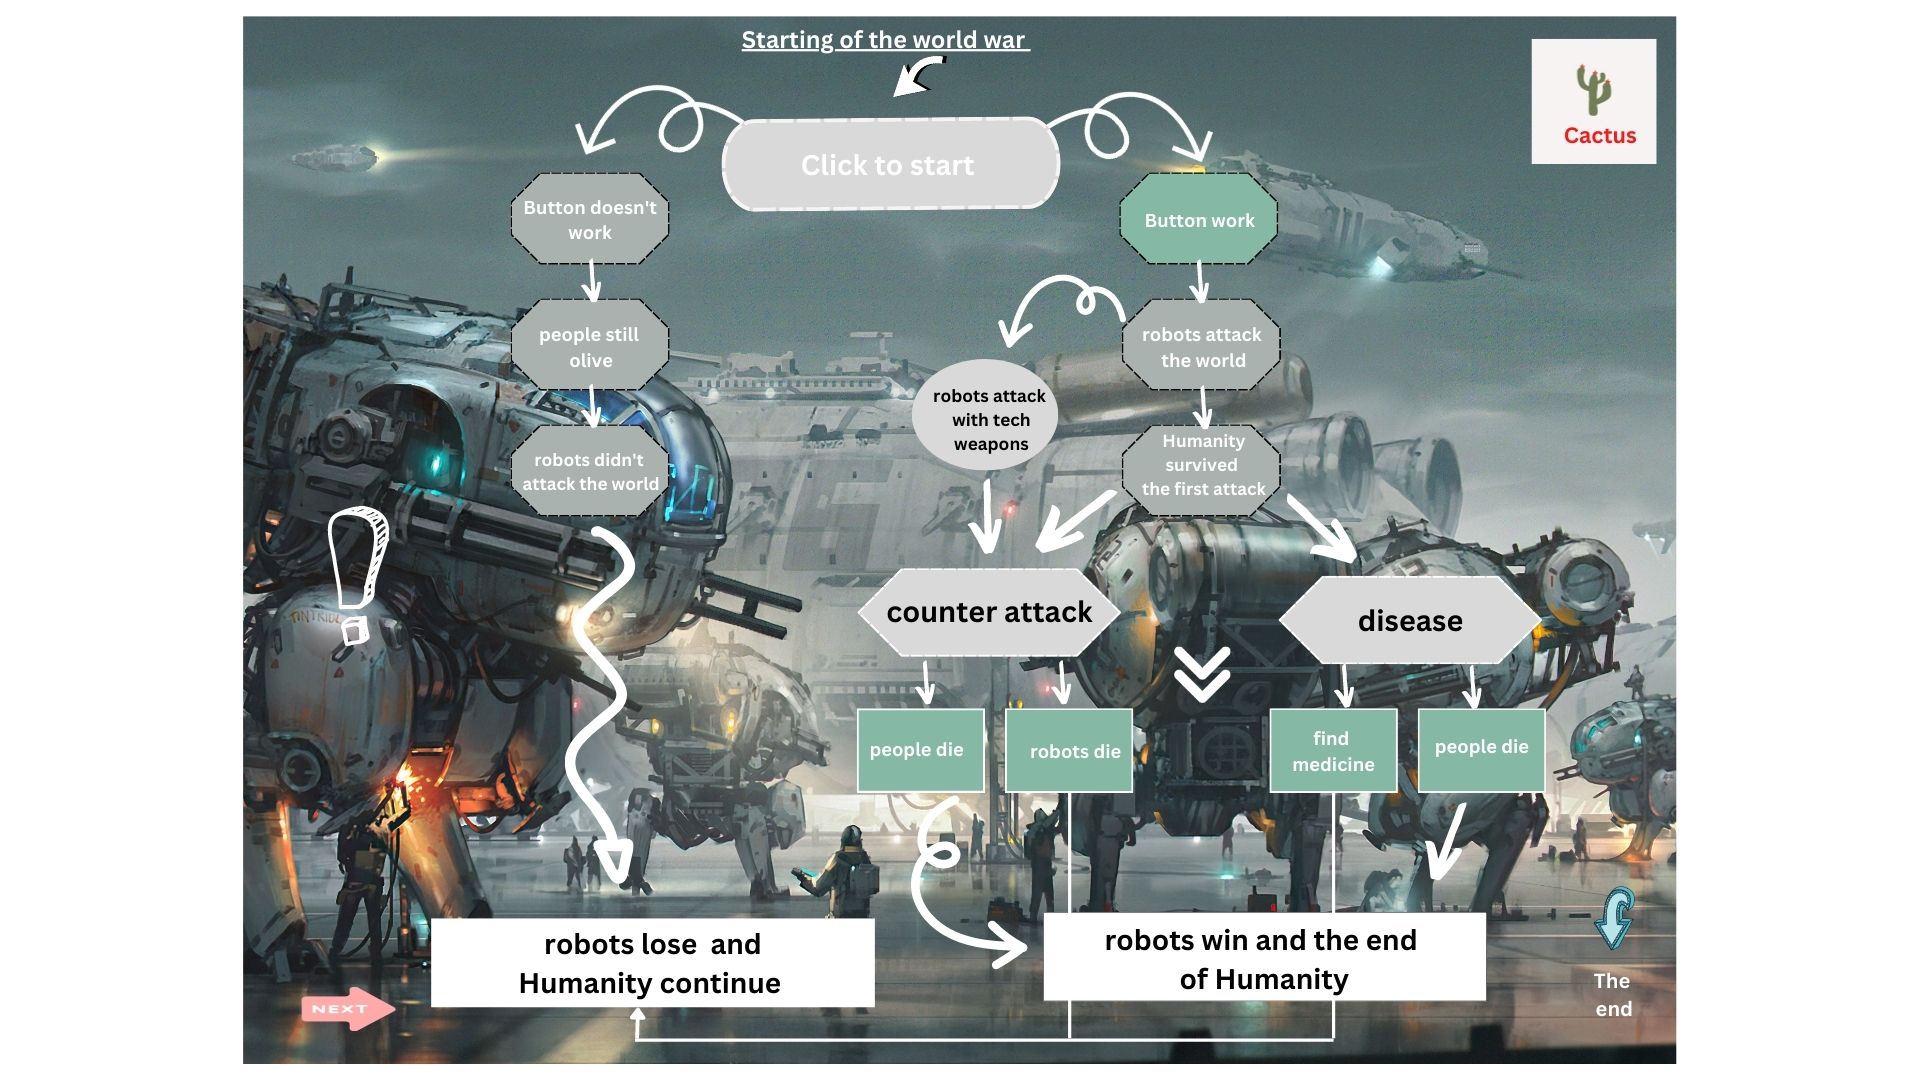 Starting of the world war
Cactus
Click to start
Button doesn't
work
Button work
people still
olive
robots attack
the world
robots attack
with tech
weapons
robots didn't
attack the world
Humanity
survived
the first attack
ANTRIDL
counter attack
disease
people die
robots die
find
medicine
people die
robots lose and
Humanity continue
robots win and the end
of Humanity
The
end
NEXT